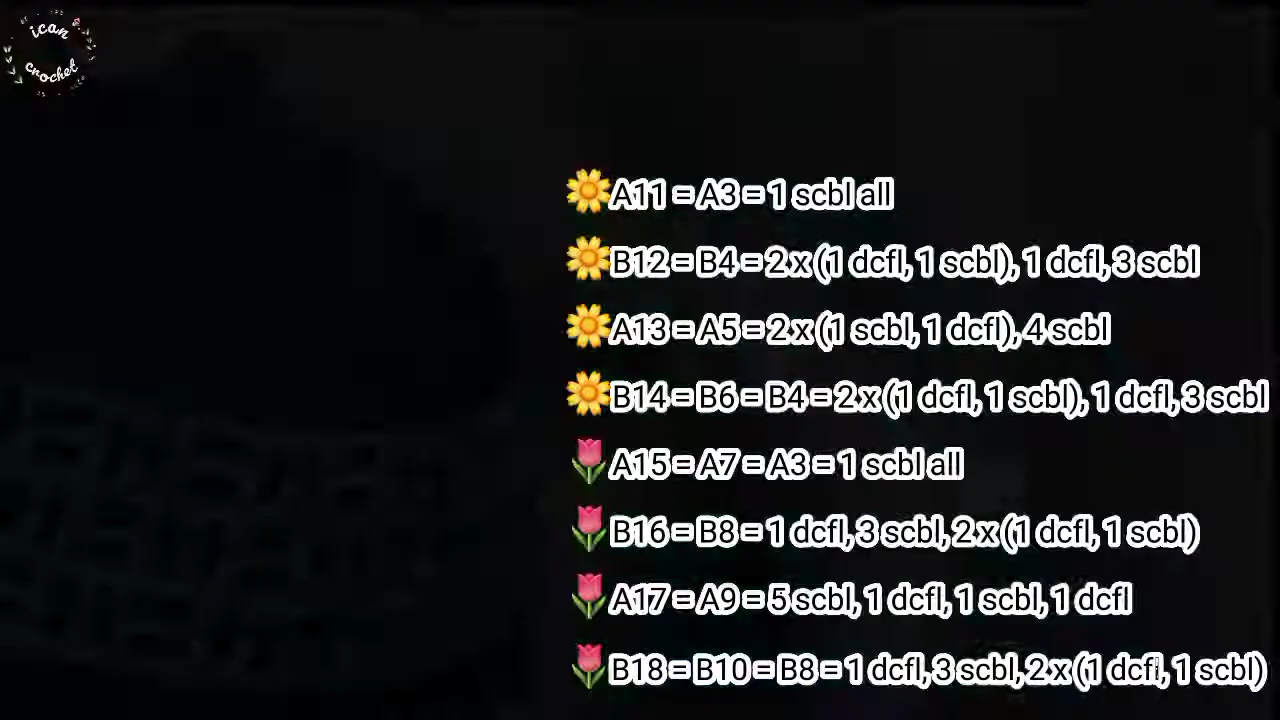 ican
crochet
🌼A11 = A3 = 1 scbl all
🌼B12 = B4 = 2 x (1 dcfl, 1 scbl), 1 dcfl, 3 scbl
🌼A13 = A5 = 2 x (1 scbl, 1 dcfl), 4 scbl
🌼B14 = B6 = B4 = 2 x (1 dcfl, 1 scbl), 1 dcfl, 3 scbl
🌷A15 = A7 = A3 = 1 scbl all
🌷B16 = B8 = 1 dcfl, 3 scbl, 2 x (1 dcfl, 1 scbl)
🌷A17 = A9 = 5 scbl, 1 dcfl, 1 scbl, 1 dcfl
🌷B18 = B10 = B8 = 1 dcfl, 3 scbl, 2 x (1 dcfl, 1 scbl)